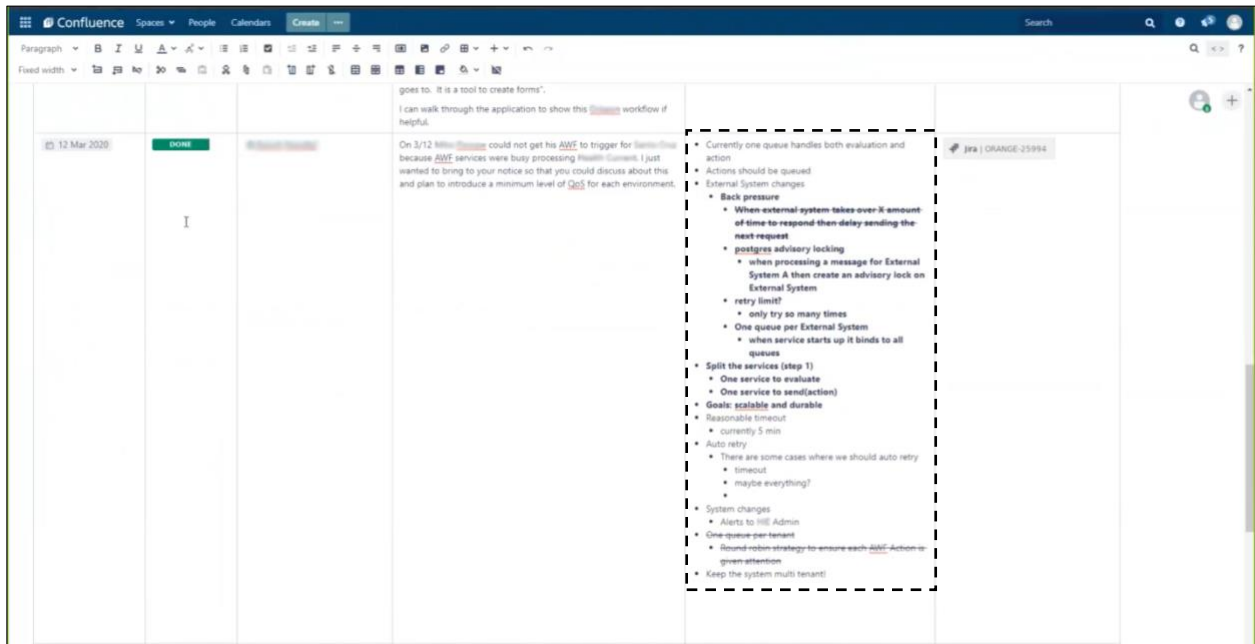 Confluence Spaces People Calendars Create ··· Search
Paragraph B I U A
Fixed width
goes to. It is a tool to create forms".
I can walk through the application to show this workflow if
helpful.
12 Mar 2020
DONE
On 3/12 could not get his AWF to trigger for
because AWF services were busy processing I just
wanted to bring to your notice so that you could discuss about this
and plan to introduce a minimum level of QoS for each environment.
• Currently one queue handles both evaluation and
action
• Actions should be queued
• External System changes
• Back pressure
• When external system takes over X amount
of time to respond then delay sending the
next request
• postgres advisory locking
• when processing a message for External
System A then create an advisory lock on
External System
• retry limit?
• only try so many times
• One queue per External System
• when service starts up it binds to all
queues
• Split the services (step 1)
• One service to evaluate
• One service to send(action)
• Goals: scalable and durable
• Reasonable timeout
• currently 5 min
• Auto retry
• There are some cases where we should auto retry
• timeout
• maybe everything?
•
• System changes
• Alerts to Admin
• One queue per tenant
• Round robin strategy to ensure each AWF Action is
given attention
• Keep the system multi tenant!
Jira | ORANGE-25994